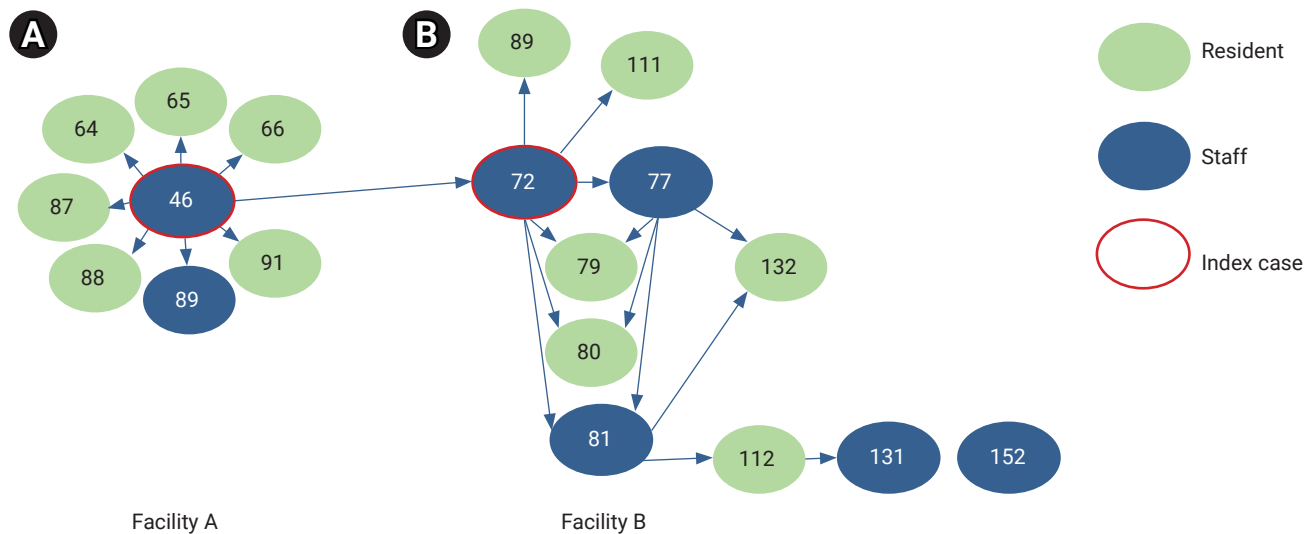 A
64
65
66
87
46
88
89
91
Facility A
B
89
111
72
77
79
132
80
81
112
131
152
Facility B
Resident
Staff
Index case